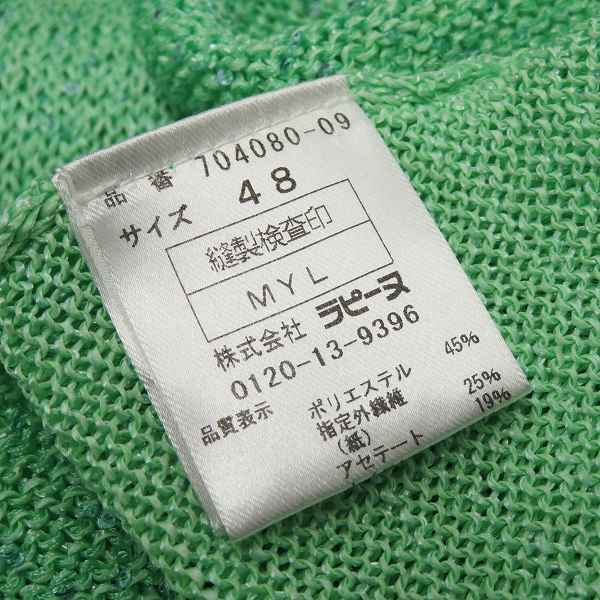 品番 704080-09
サイズ 48
縫製検査印
MYL
株式会社 ラピーヌ
0120-13-9396
品質表示 ポリエステル 45%
指定外繊維 25%
(紙)
アセテート 19%